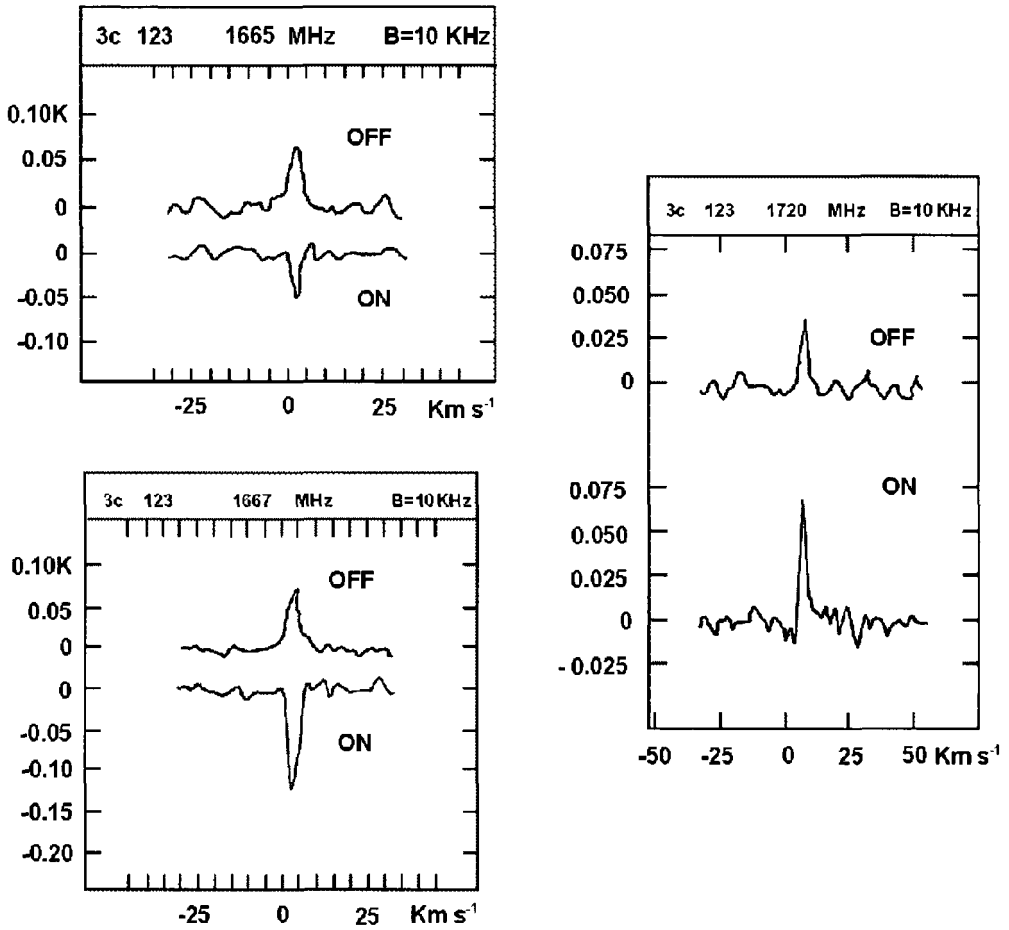 3c 123 1665 MHz B=10 KHz
0.10K
OFF
0.05
0
0
ON
-0.05
-0.10
-25 0 25 Km s-1
3c 123 1667 MHz B=10 KHz
0.10K
OFF
0.05
0
0
-0.05
ON
-0.10
-0.15
-0.20
-25 0 25 Km s-1
3c 123 1720 MHz B=10 KHz
0.075
0.050
0.025
OFF
0
0.075
ON
0.050
0.025
0
- 0.025
-50 -25 0 25 50 Km s-1